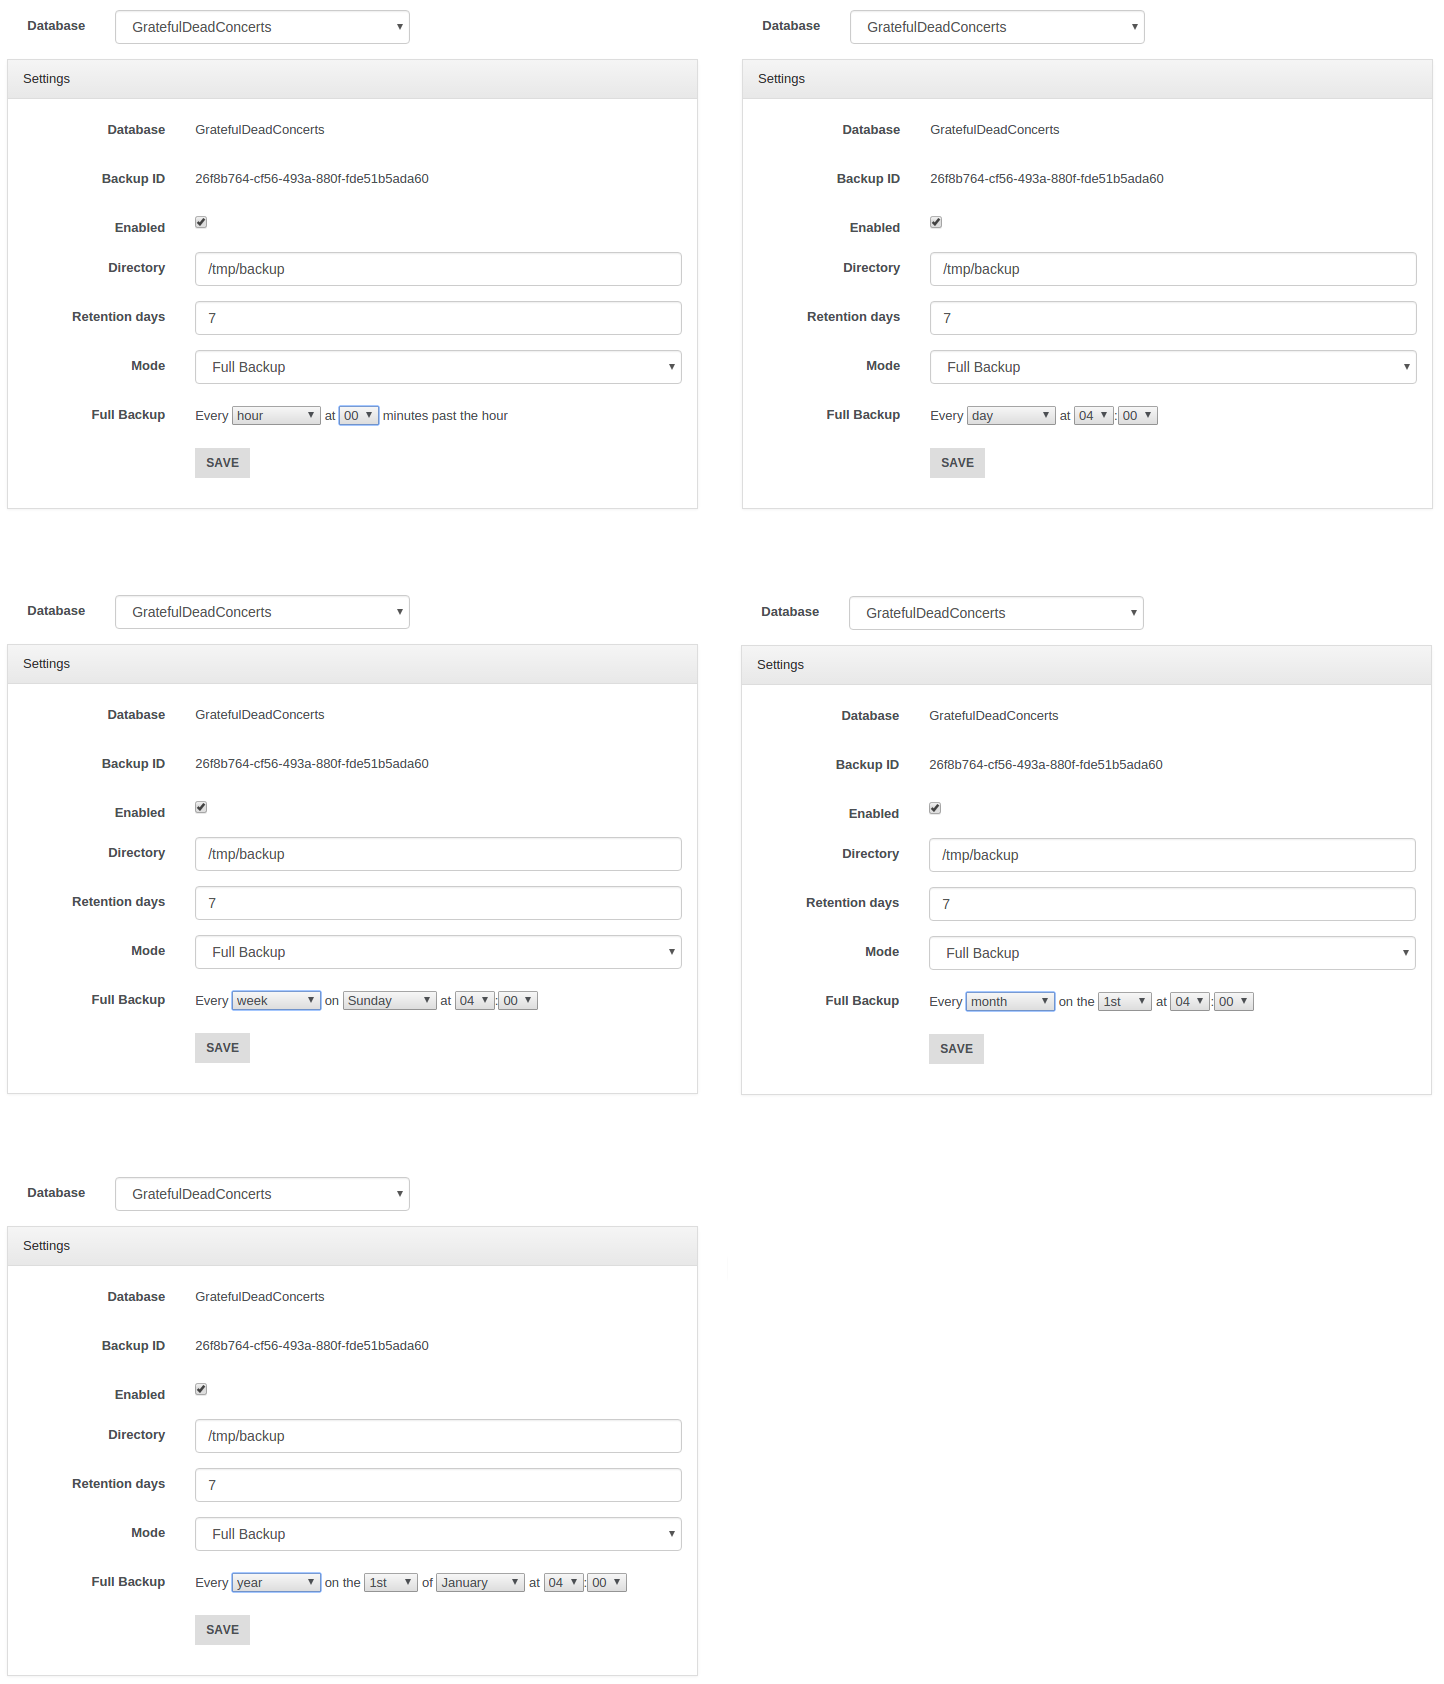 Database GratefulDeadConcerts
Settings
Database GratefulDeadConcerts
Backup ID 26f8b764-cf56-493a-880f-fde51b5ada60
Enabled
Directory /tmp/backup
Retention days 7
Mode Full Backup
Full Backup Every hour at 00 minutes past the hour
SAVE
Database GratefulDeadConcerts
Settings
Database GratefulDeadConcerts
Backup ID 26f8b764-cf56-493a-880f-fde51b5ada60
Enabled
Directory /tmp/backup
Retention days 7
Mode Full Backup
Full Backup Every day at 04 : 00
SAVE
Database GratefulDeadConcerts
Settings
Database GratefulDeadConcerts
Backup ID 26f8b764-cf56-493a-880f-fde51b5ada60
Enabled
Directory /tmp/backup
Retention days 7
Mode Full Backup
Full Backup Every week on Sunday at 04 : 00
SAVE
Database GratefulDeadConcerts
Settings
Database GratefulDeadConcerts
Backup ID 26f8b764-cf56-493a-880f-fde51b5ada60
Enabled
Directory /tmp/backup
Retention days 7
Mode Full Backup
Full Backup Every month on the 1st at 04 : 00
SAVE
Database GratefulDeadConcerts
Settings
Database GratefulDeadConcerts
Backup ID 26f8b764-cf56-493a-880f-fde51b5ada60
Enabled
Directory /tmp/backup
Retention days 7
Mode Full Backup
Full Backup Every year on the 1st of January at 04 : 00
SAVE